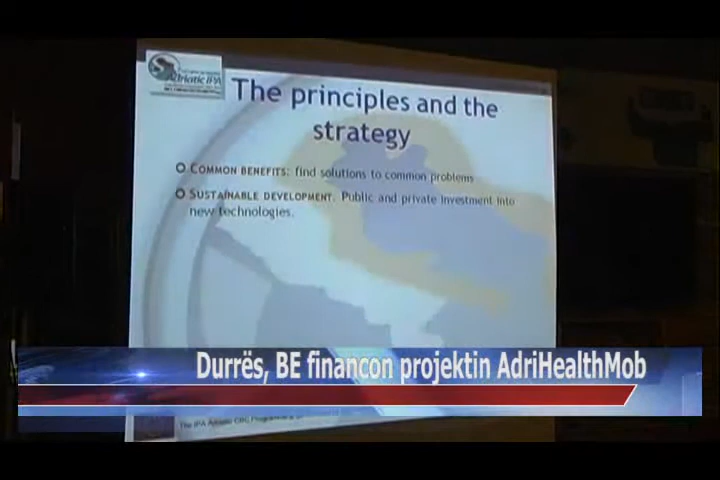 Adriatic IPA
The principles and the
strategy
COMMON BENEFITS: find solutions to common problems
SUSTAINABLE DEVELOPMENT. Public and private investment into
new technologies.
Durrës, BE financon projektin AdriHealthMob
The IPA Adriatic CBC Programme